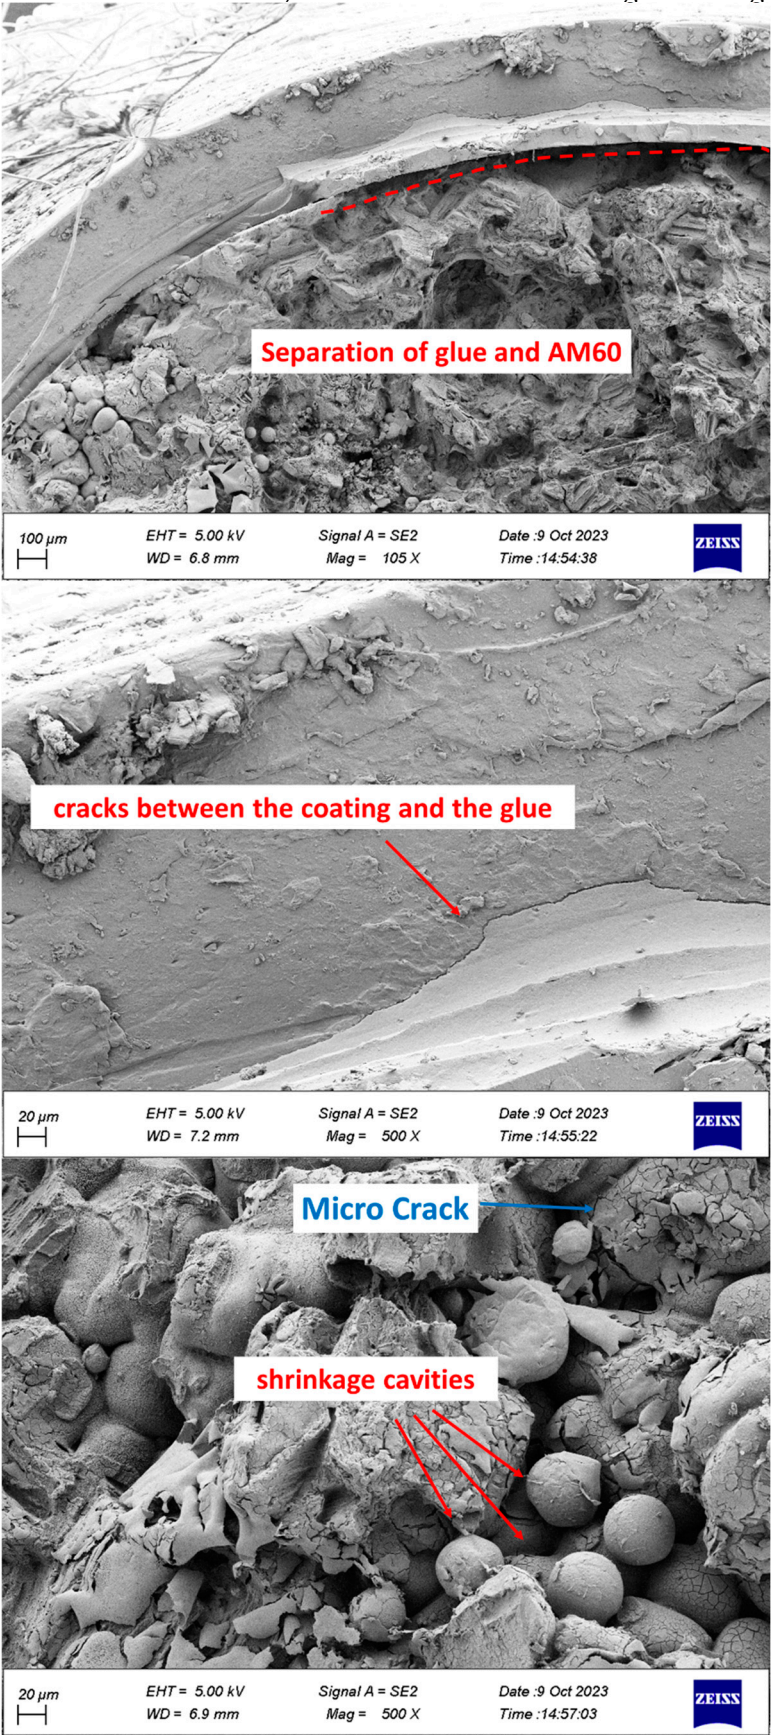 Separation of glue and AM60
100 µm
EHT = 5.00 kV
Signal A = SE2
Date :9 Oct 2023
WD = 6.8 mm
Mag = 105 X
Time :14:54:38
ZEISS
cracks between the coating and the glue
20 µm
EHT = 5.00 kV
Signal A = SE2
Date :9 Oct 2023
WD = 7.2 mm
Mag = 500 X
Time :14:55:22
ZEISS
Micro Crack
shrinkage cavities
20 µm
EHT = 5.00 kV
Signal A = SE2
Date :9 Oct 2023
WD = 6.9 mm
Mag = 500 X
Time :14:57:03
ZEISS